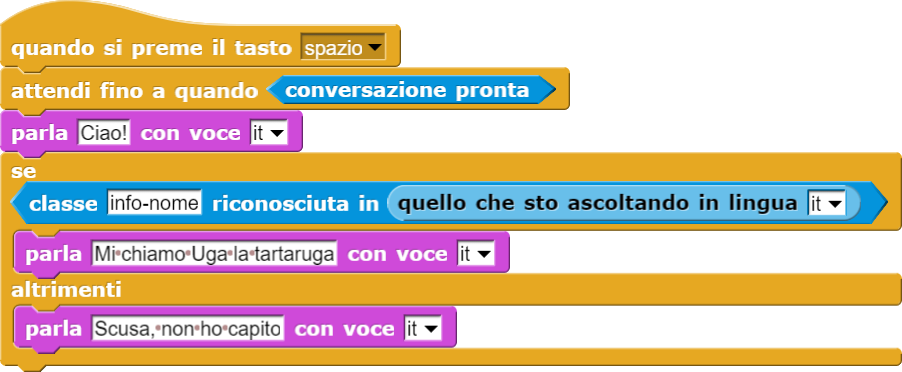 quando si preme il tasto spazio
attendi fino a quando conversazione pronta
parla Ciao! con voce it
se
classe info-nome riconosciuta in quello che sto ascoltando in lingua it
parla Mi chiamo Uga la tartaruga con voce it
altrimenti
parla Scusa, non ho capito con voce it